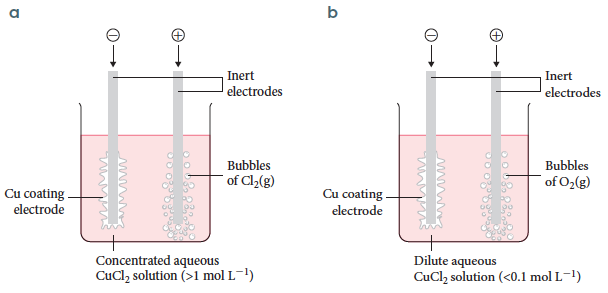 a
⊖
⊕
Inert
electrodes
Bubbles
of Cl₂(g)
Cu coating
electrode
Concentrated aqueous
CuCl₂ solution (>1 mol L⁻¹)
b
⊖
⊕
Inert
electrodes
Bubbles
of O₂(g)
Cu coating
electrode
Dilute aqueous
CuCl₂ solution (<0.1 mol L⁻¹)